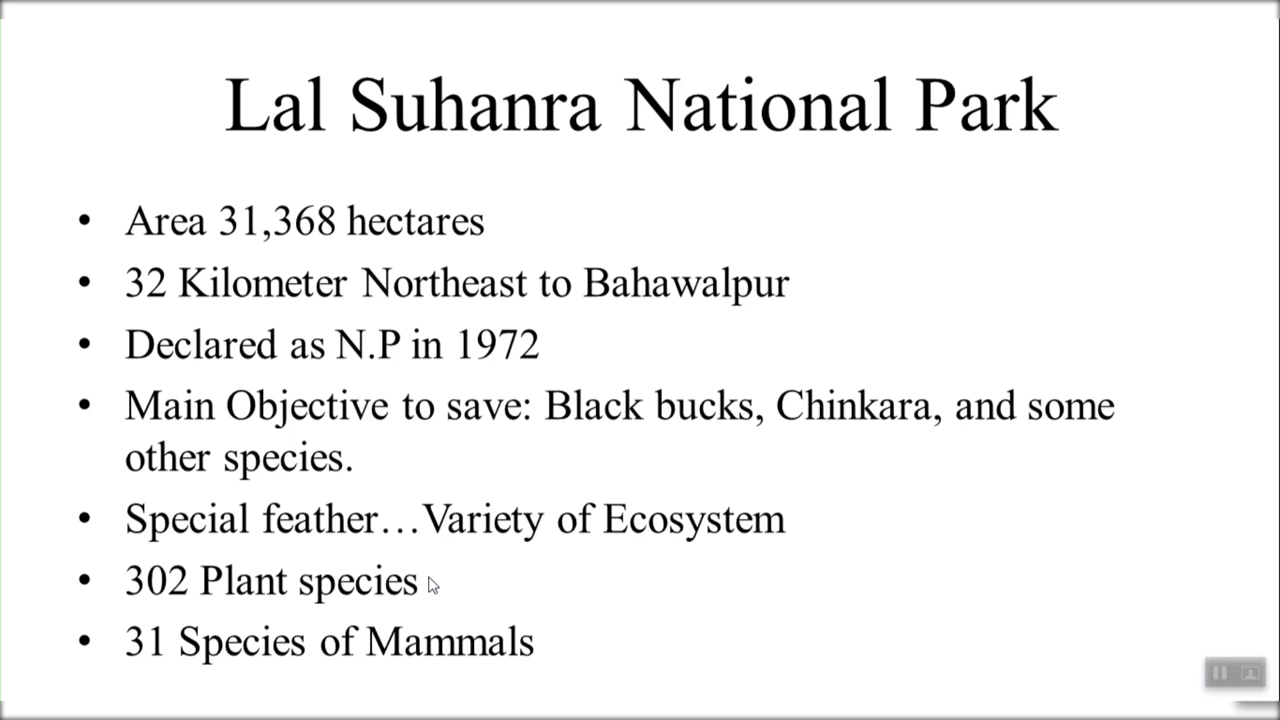 Lal Suhanra National Park
• Area 31,368 hectares
• 32 Kilometer Northeast to Bahawalpur
• Declared as N.P in 1972
• Main Objective to save: Black bucks, Chinkara, and some
other species.
• Special feather…Variety of Ecosystem
• 302 Plant species
• 31 Species of Mammals